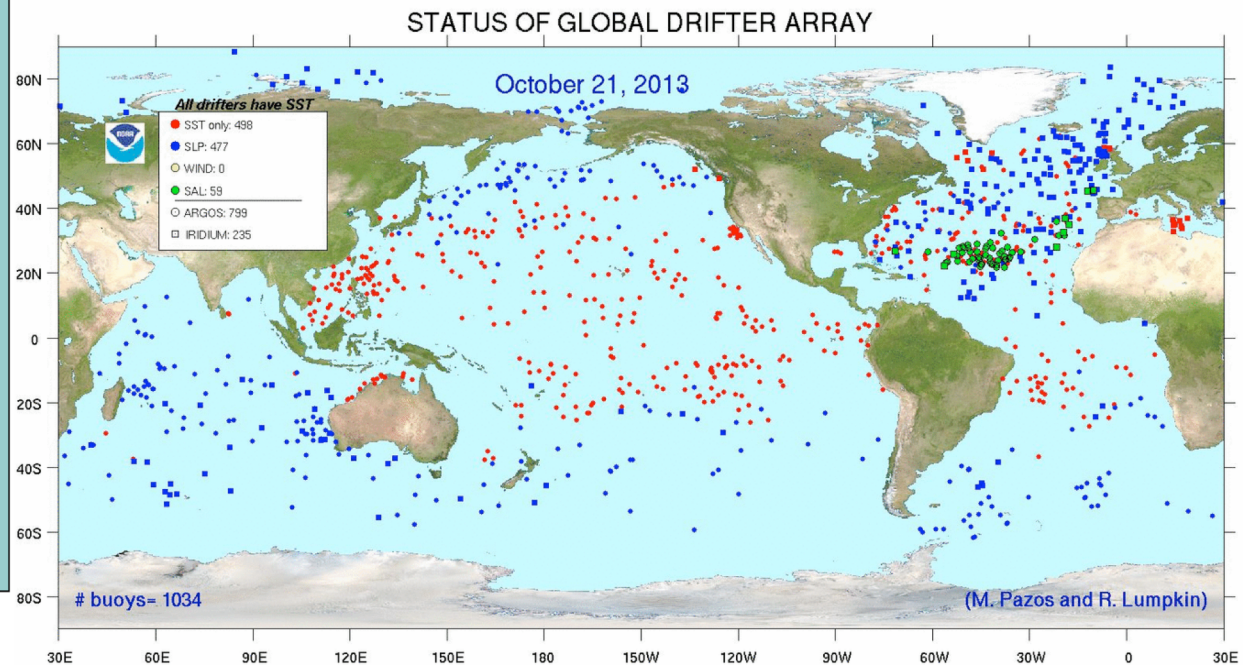 STATUS OF GLOBAL DRIFTER ARRAY
October 21, 2013
All drifters have SST
NOAA
SST only: 498
SLP: 477
WIND: 0
SAL: 59
ARGOS: 799
IRIDIUM: 235
80N
60N
40N
20N
0
20S
40S
60S
80S
# buoys= 1034
(M. Pazos and R. Lumpkin)
30E 60E 90E 120E 150E 180 150W 120W 90W 60W 30W 0 30E